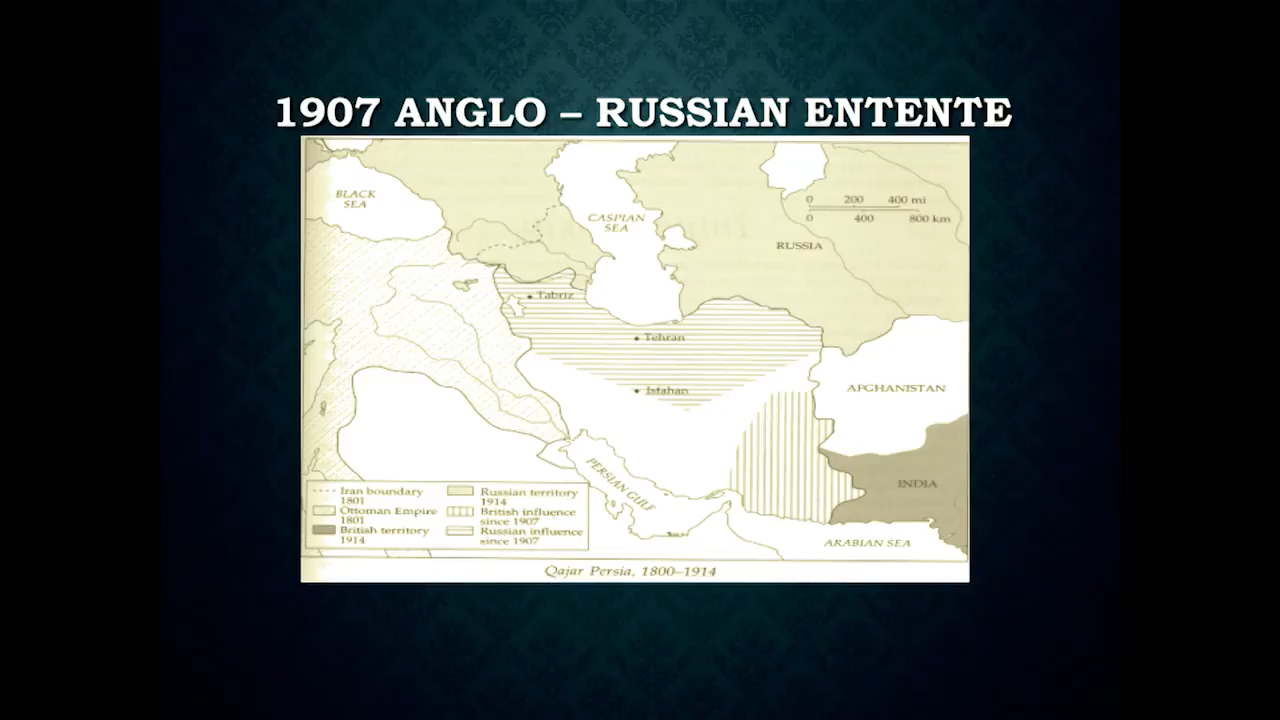 1907 ANGLO – RUSSIAN ENTENTE
BLACK
SEA
CASPIAN
SEA
0 200 400 mi
0 400 800 km
RUSSIA
Tabriz
Tehran
Isfahan
AFGHANISTAN
INDIA
PERSIAN GULF
ARABIAN SEA
Iran boundary
1801
Ottoman Empire
1801
British territory
1914
Russian territory
1914
British influence
since 1907
Russian influence
since 1907
Qajar Persia, 1800–1914